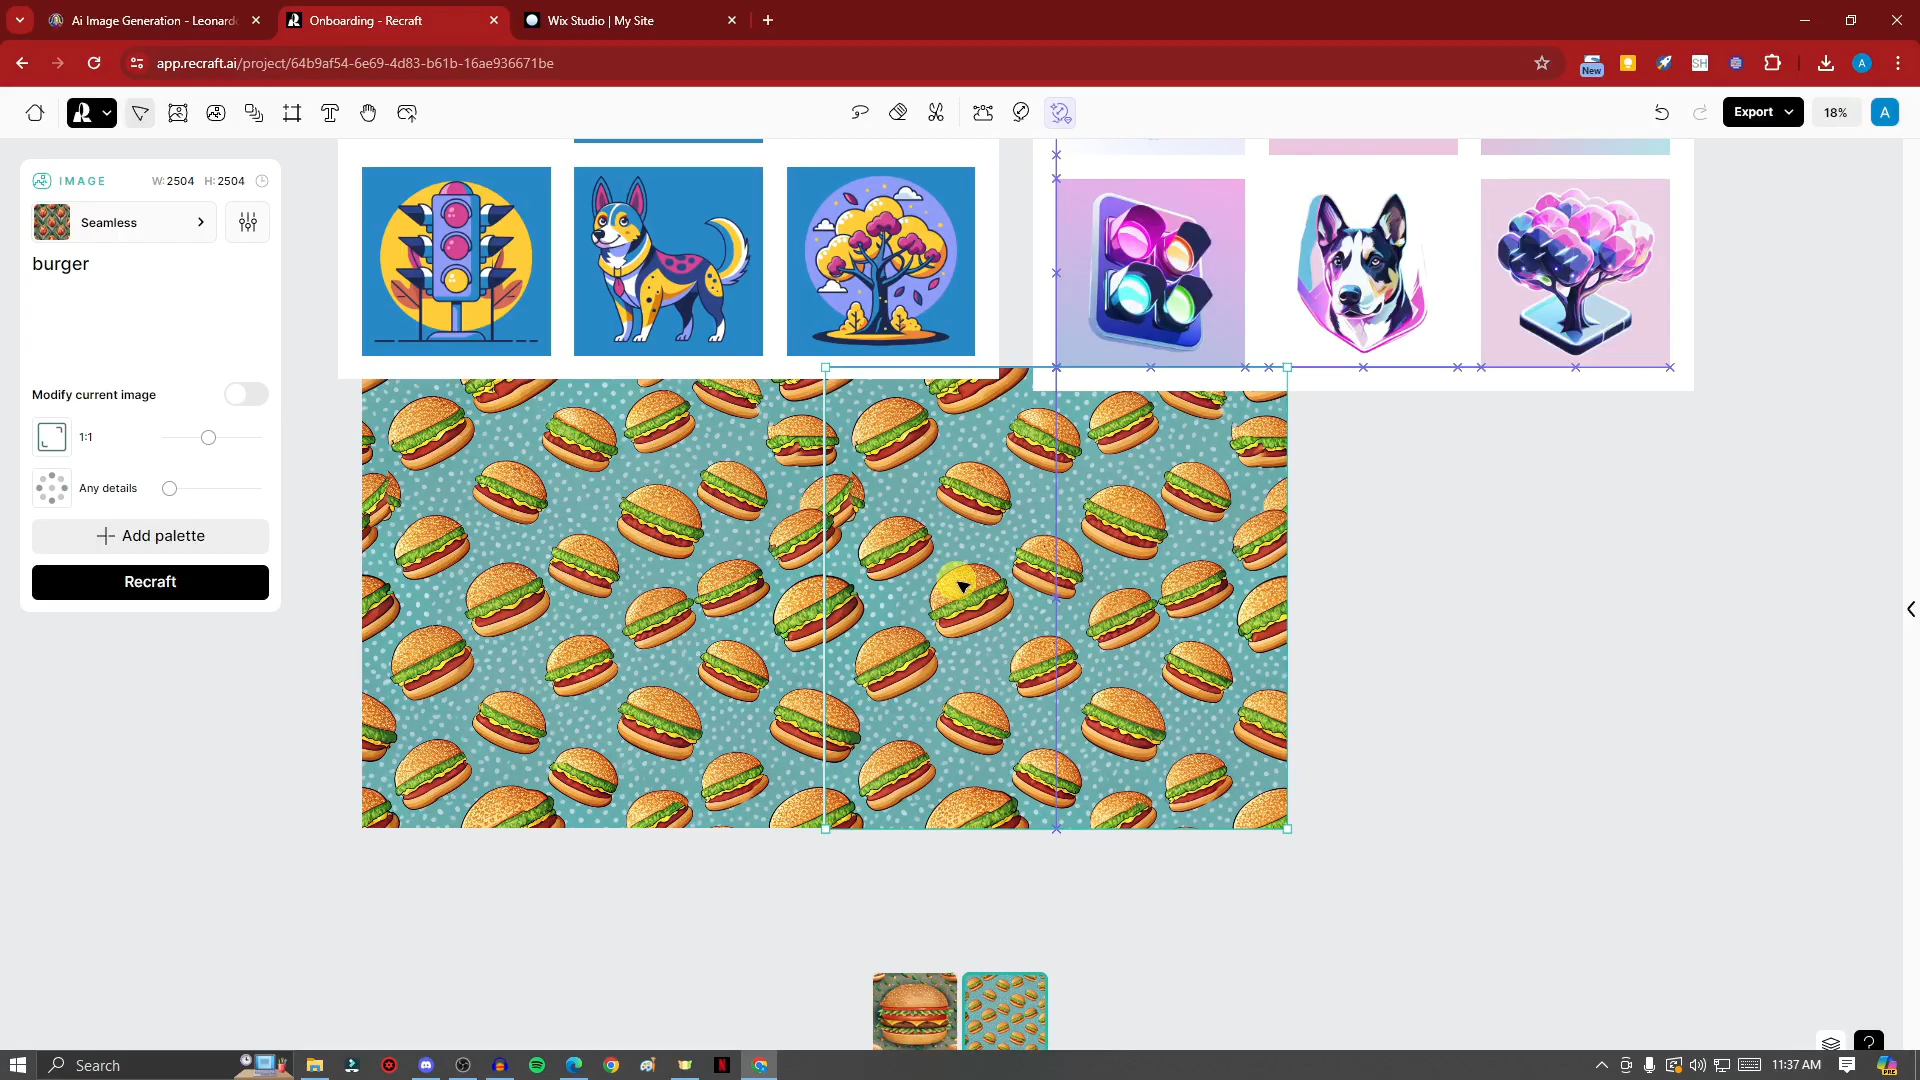 Ai Image Generation - Leonardo
Onboarding - Recraft
Wix Studio | My Site
app.recraft.ai/project/64b9af54-6e69-4d83-b61b-16ae936671be
New
SH
A
Export
18%
A
IMAGE
W: 2504 H: 2504
Seamless
burger
Modify current image
1:1
Any details
Add palette
Recraft
?
Search
11:37 AM
PRE